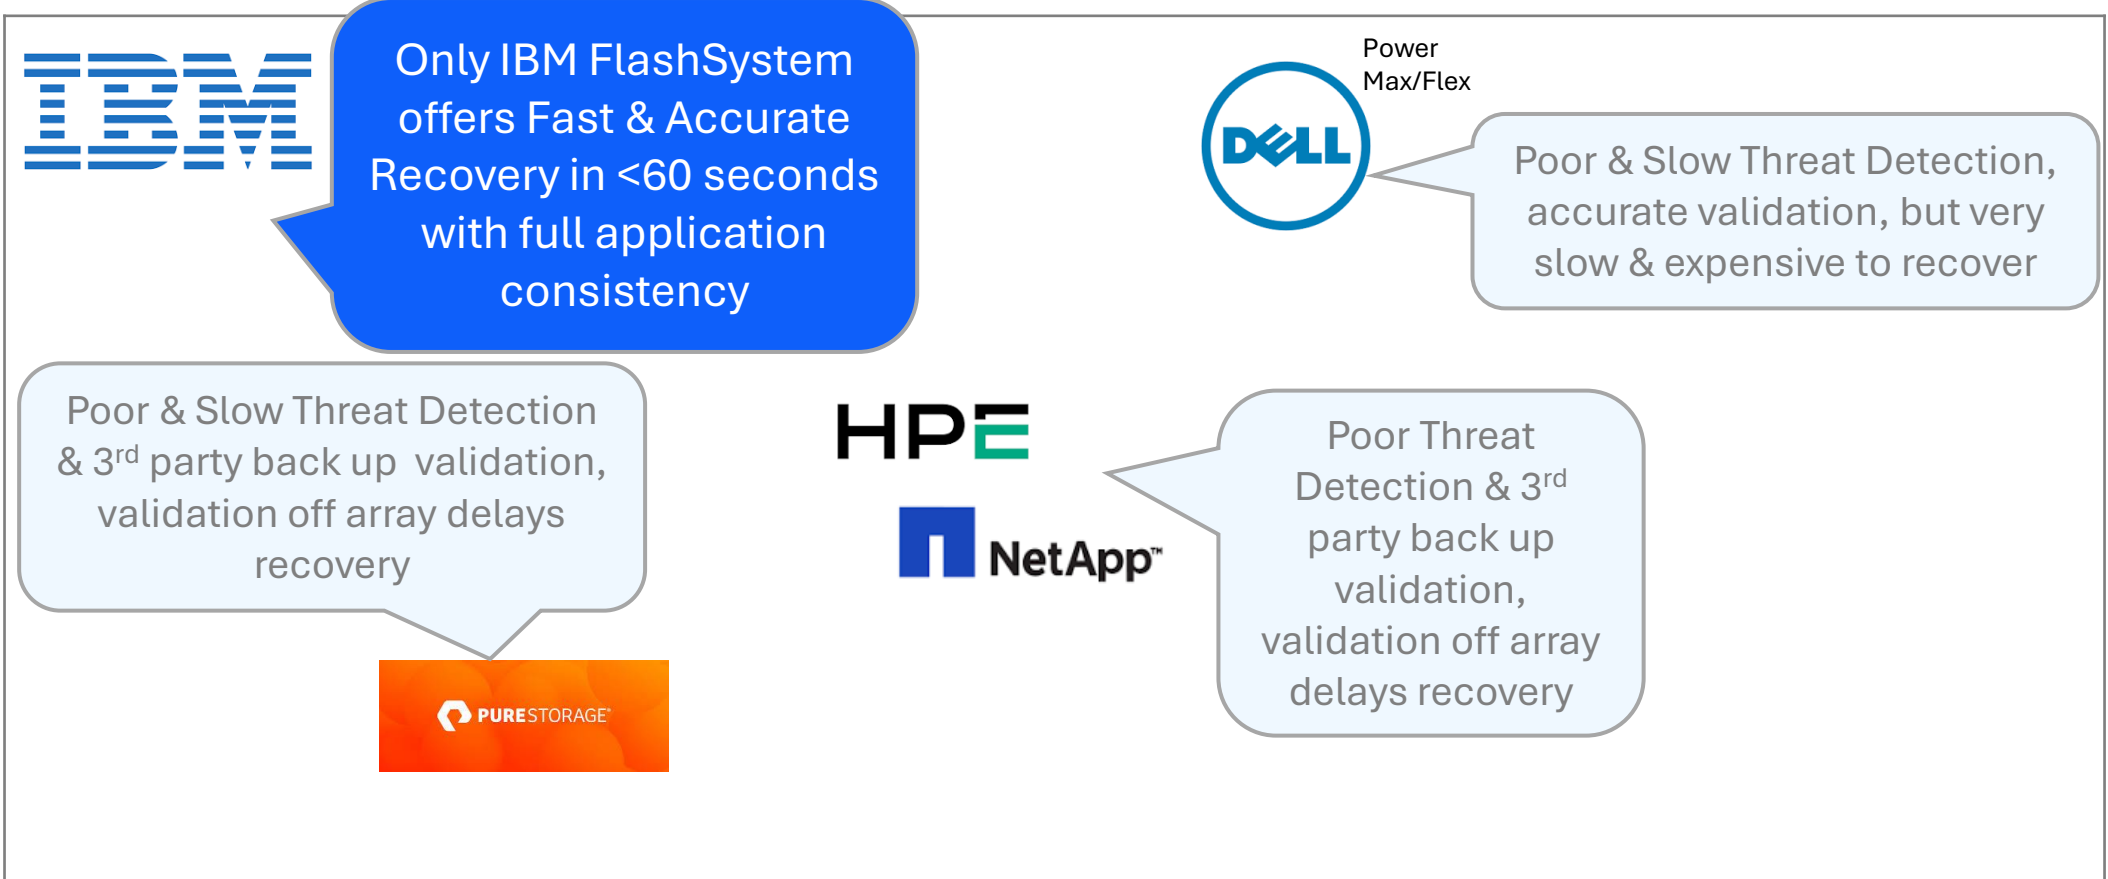 IBM
Only IBM FlashSystem
offers Fast & Accurate
Recovery in <60 seconds
with full application
consistency
Power
Max/Flex
DELL
Poor & Slow Threat Detection,
accurate validation, but very
slow & expensive to recover
Poor & Slow Threat Detection
& 3rd party back up  validation,
validation off array delays
recovery
PURESTORAGE®
HPE
NetApp™
Poor Threat
Detection & 3rd
party back up
validation,
validation off array
delays recovery